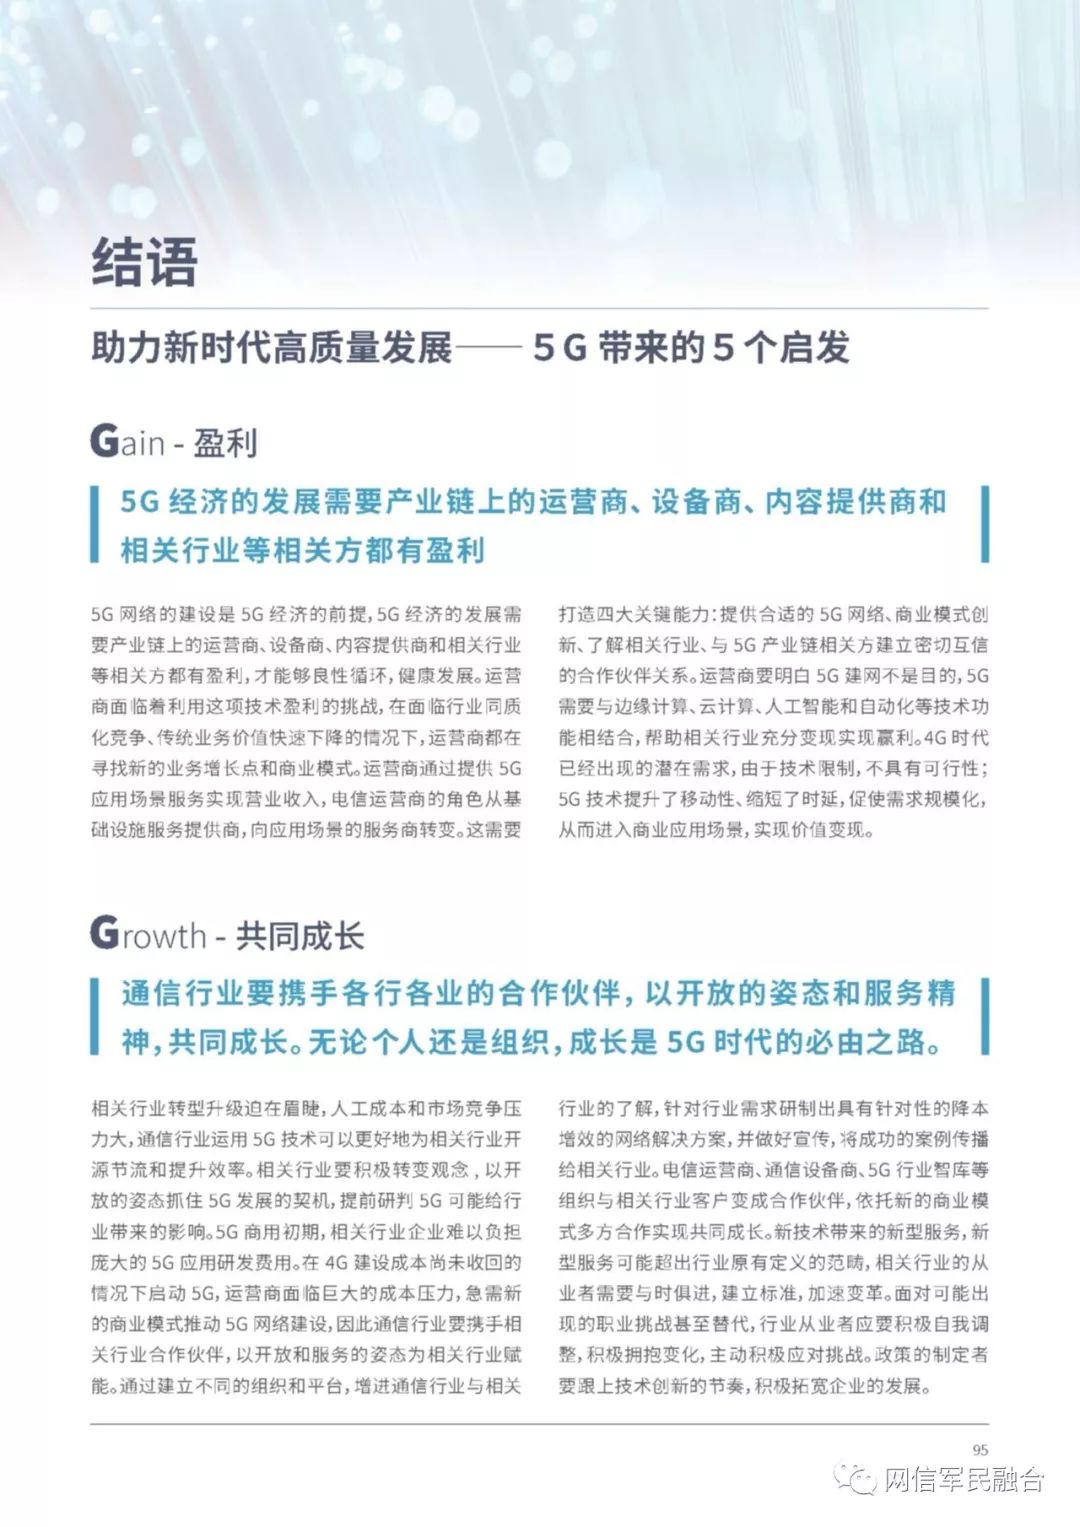 结语
助力新时代高质量发展—— 5G 带来的 5 个启发
Gain - 盈利
5G 经济的发展需要产业链上的运营商、设备商、内容提供商和
相关行业等相关方都有盈利
5G 网络的建设是 5G 经济的前提，5G 经济的发展需
要产业链上的运营商、设备商、内容提供商和相关行业
等相关方都有盈利，才能够良性循环，健康发展。运营
商面临着利用这项技术盈利的挑战，在面临行业同质
化竞争、传统业务价值快速下降的情况下，运营商都在
寻找新的业务增长点和商业模式。运营商通过提供 5G
应用场景服务实现营业收入，电信运营商的角色从基
础设施服务提供商，向应用场景的服务商转变。这需要
打造四大关键能力：提供合适的 5G 网络、商业模式创
新、了解相关行业、与 5G 产业链相关方建立密切互信
的合作伙伴关系。运营商要明白 5G 建网不是目的，5G
需要与边缘计算、云计算、人工智能和自动化等技术功
能相结合，帮助相关行业充分变现实现赢利。4G 时代
已经出现的潜在需求，由于技术限制，不具有可行性；
5G 技术提升了移动性、缩短了时延，促使需求规模化，
从而进入商业应用场景，实现价值变现。
Growth - 共同成长
通信行业要携手各行各业的合作伙伴，以开放的姿态和服务精
神，共同成长。无论个人还是组织，成长是 5G 时代的必由之路。
相关行业转型升级迫在眉睫，人工成本和市场竞争压
力大，通信行业运用 5G 技术可以更好地为相关行业开
源节流和提升效率。相关行业要积极转变观念，以开
放的姿态抓住 5G 发展的契机，提前研判 5G 可能给行
业带来的影响。5G 商用初期，相关行业企业难以负担
庞大的 5G 应用研发费用。在 4G 建设成本尚未收回的
情况下启动 5G，运营商面临巨大的成本压力，急需新
的商业模式推动 5G 网络建设，因此通信行业要携手相
关行业合作伙伴，以开放和服务的姿态为相关行业赋
能。通过建立不同的组织和平台，增进通信行业与相关
行业的了解，针对行业需求研制出具有针对性的降本
增效的网络解决方案，并做好宣传，将成功的案例传播
给相关行业。电信运营商、通信设备商、5G 行业智库等
组织与相关行业客户变成合作伙伴，依托新的商业模
式多方合作实现共同成长。新技术带来的新型服务，新
型服务可能超出行业原有定义的范畴，相关行业的从
业者需要与时俱进，建立标准，加速变革。面对可能出
现的职业挑战甚至替代，行业从业者应要积极自我调
整，积极拥抱变化，主动积极应对挑战。政策的制定者
要跟上技术创新的节奏，积极拓宽企业的发展。
95
网信军民融合